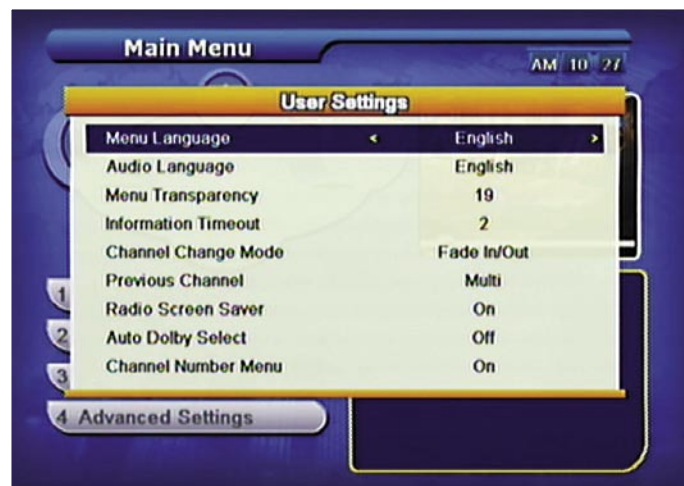 Main Menu
AM 10 27
User Settings
Menu Language < English >
Audio Language English
Menu Transparency 19
Information Timeout 2
Channel Change Mode Fade In/Out
Previous Channel Multi
Radio Screen Saver On
Auto Dolby Select Off
Channel Number Menu On
1
2
3
4 Advanced Settings